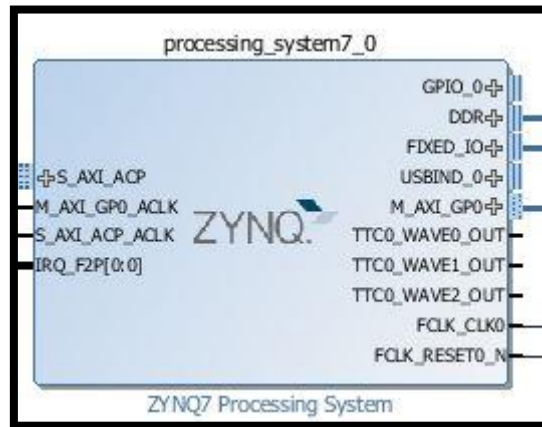 processing_system7_0
GPIO_0
DDR
FIXED_IO
S_AXI_ACP
USBIND_0
M_AXI_GP0_ACLK
M_AXI_GP0
S_AXI_ACP_ACLK
ZYNQ.
TTC0_WAVE0_OUT
IRQ_F2P[0:0]
TTC0_WAVE1_OUT
TTC0_WAVE2_OUT
FCLK_CLK0
FCLK_RESET0_N
ZYNQ7 Processing System